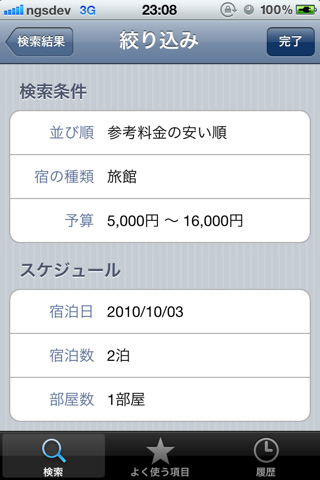 ngsdev 3G 23:08 100%
検索結果 絞り込み 完了
検索条件
並び順 参考料金の安い順
宿の種類 旅館
予算 5,000円 〜 16,000円
スケジュール
宿泊日 2010/10/03
宿泊数 2泊
部屋数 1部屋
検索 よく使う項目 履歴